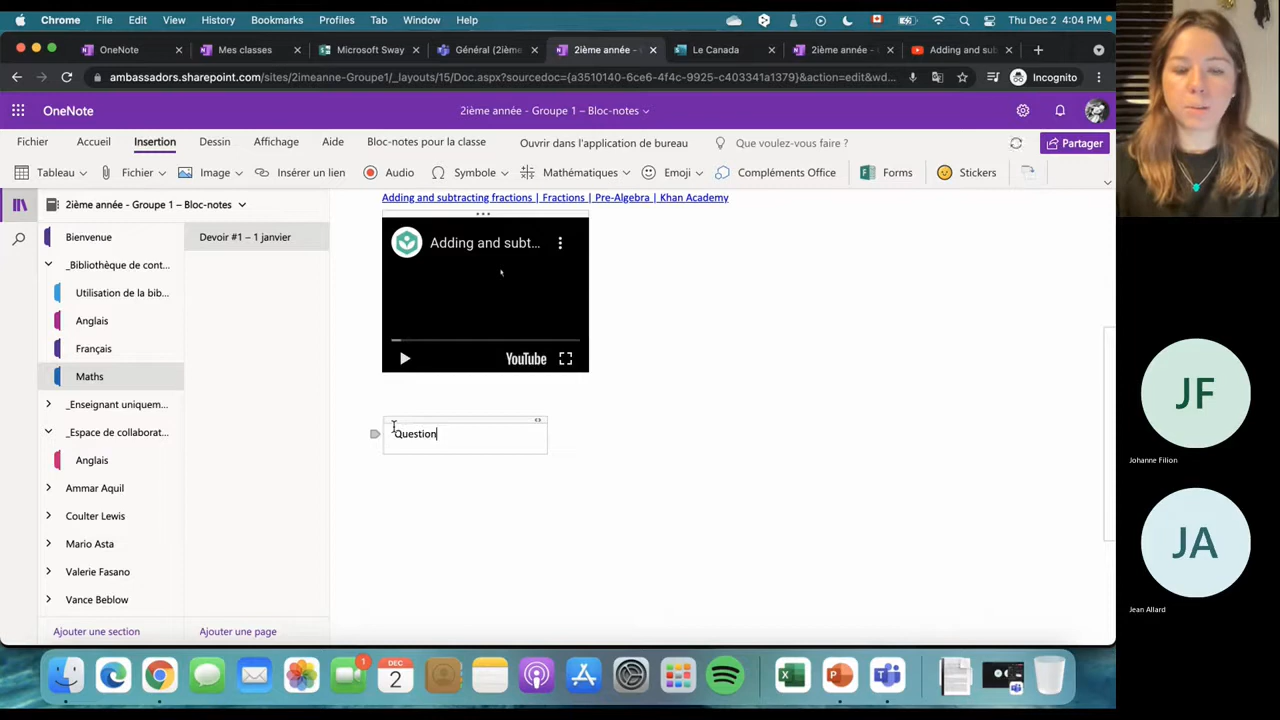 Chrome File Edit View History Bookmarks Profiles Tab Window Help Thu Dec 2 4:04 PM
OneNote Mes classes Microsoft Sway Général (2ième 2ième année - Le Canada 2ième année - G Adding and sub
ambassadors.sharepoint.com/sites/2imeanne-Groupe1/_layouts/15/Doc.aspx?sourcedoc={a3510140-6ce6-4f4c-9925-c403341a1379}&action=edit&wd... Incognito
OneNote 2ième année - Groupe 1 – Bloc-notes
Fichier Accueil Insertion Dessin Affichage Aide Bloc-notes pour la classe Ouvrir dans l'application de bureau Que voulez-vous faire ? Partager
Tableau Fichier Image Insérer un lien Audio Symbole Mathématiques Emoji Compléments Office Forms Stickers
2ième année - Groupe 1 – Bloc-notes
Bienvenue
_Bibliothèque de cont...
Utilisation de la bib...
Anglais
Français
Maths
_Enseignant uniquem...
_Espace de collaborat...
Anglais
Ammar Aquil
Coulter Lewis
Mario Asta
Valerie Fasano
Vance Beblow
Ajouter une section
Devoir #1 – 1 janvier
Ajouter une page
Adding and subtracting fractions | Fractions | Pre-Algebra | Khan Academy
Adding and subt...
YouTube
Question
JF
Johanne Filion
JA
Jean Allard
1
DEC
2